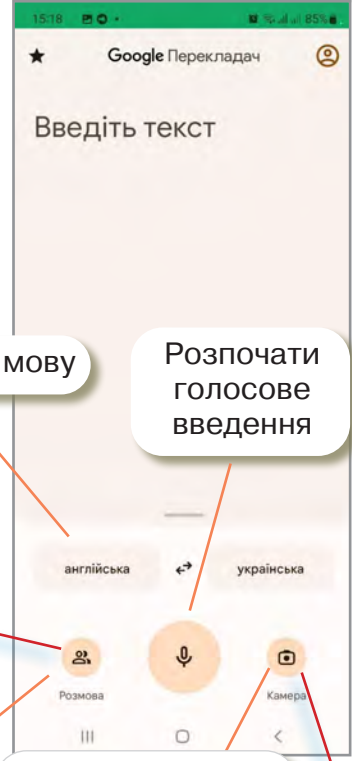 15:18
85%
Google Перекладач
Введіть текст
мову
Розпочати
голосове
введення
англійська
українська
Розмова
Камера